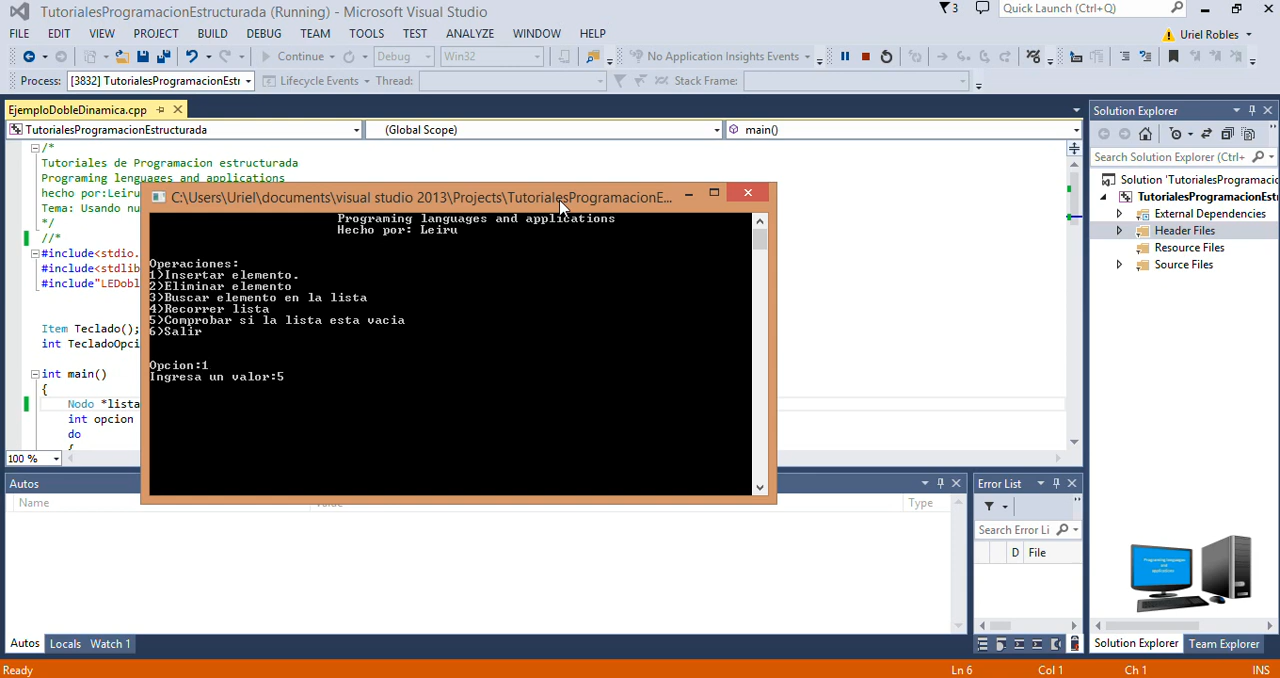 TutorialesProgramacionEstructurada (Running) - Microsoft Visual Studio
3
Quick Launch (Ctrl+Q)
FILE EDIT VIEW PROJECT BUILD DEBUG TEAM TOOLS TEST ANALYZE WINDOW HELP
Uriel Robles
Continue Debug Win32 No Application Insights Events
Process: [3832] TutorialesProgramacionEstr Lifecycle Events Thread: Stack Frame:
EjemploDobleDinamica.cpp
TutorialesProgramacionEstructurada (Global Scope) main()
/*
Tutoriales de Programacion estructurada
Programing lenguages and applications
hecho por:Leiru
Tema: Usando nu
*/
//*
#include<stdio.
#include<stdlib
#include"LEDobl
Item Teclado();
int TecladoOpci
int main()
{
Nodo *lista
int opcion
do
{
100 %
C:\Users\Uriel\documents\visual studio 2013\Projects\TutorialesProgramacionE...
Programing languages and applications
Hecho por: Leiru
Operaciones:
1)Insertar elemento.
2)Eliminar elemento
3)Buscar elemento en la lista
4)Recorrer lista
5)Comprobar si la lista esta vacia
6)Salir
Opcion:1
Ingresa un valor:5
Solution Explorer
Search Solution Explorer (Ctrl+
Solution 'TutorialesProgramacio
TutorialesProgramacionEst
External Dependencies
Header Files
Resource Files
Source Files
Autos
Name Value Type
Autos Locals Watch 1
Error List
Search Error Li
D File
Programing languages
and
applications
Solution Explorer Team Explorer
Ready Ln 6 Col 1 Ch 1 INS